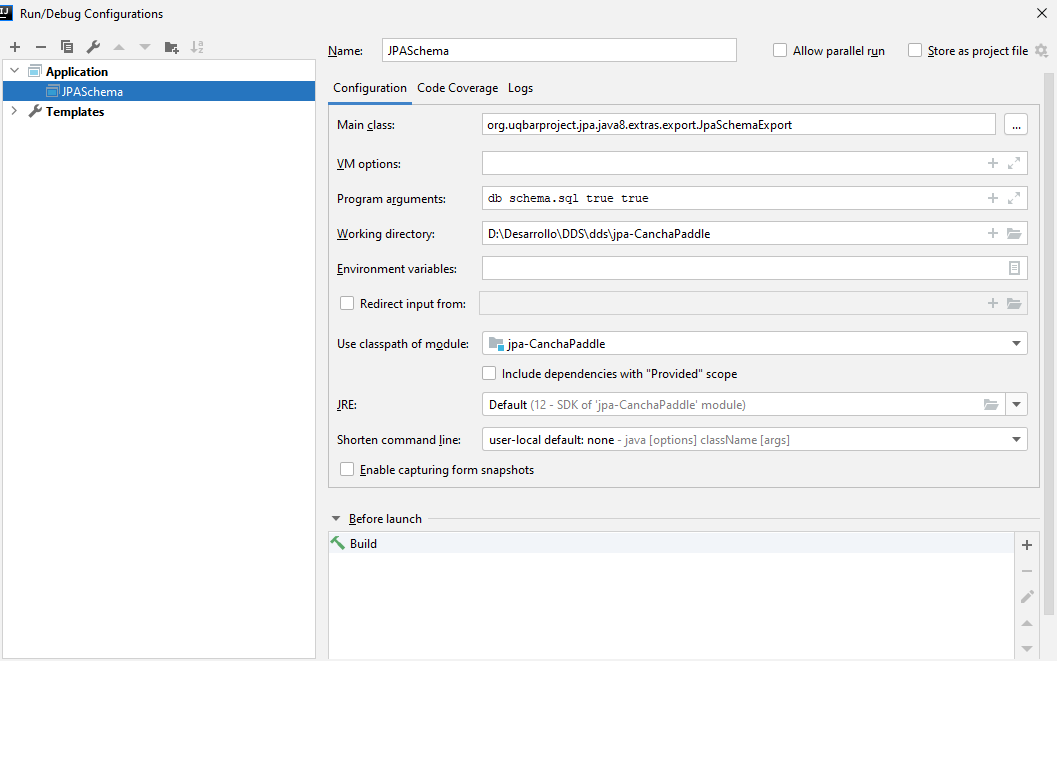 IJ Run/Debug Configurations
Name: JPASchema Allow parallel run Store as project file
Application
JPASchema
Templates
Configuration Code Coverage Logs
Main class: org.uqbarproject.jpa.java8.extras.export.JpaSchemaExport ...
VM options:
Program arguments: db schema.sql true true
Working directory: D:\Desarrollo\DDS\dds\jpa-CanchaPaddle
Environment variables:
Redirect input from:
Use classpath of module: jpa-CanchaPaddle
Include dependencies with "Provided" scope
JRE: Default (12 - SDK of 'jpa-CanchaPaddle' module)
Shorten command line: user-local default: none - java [options] className [args]
Enable capturing form snapshots
Before launch
Build